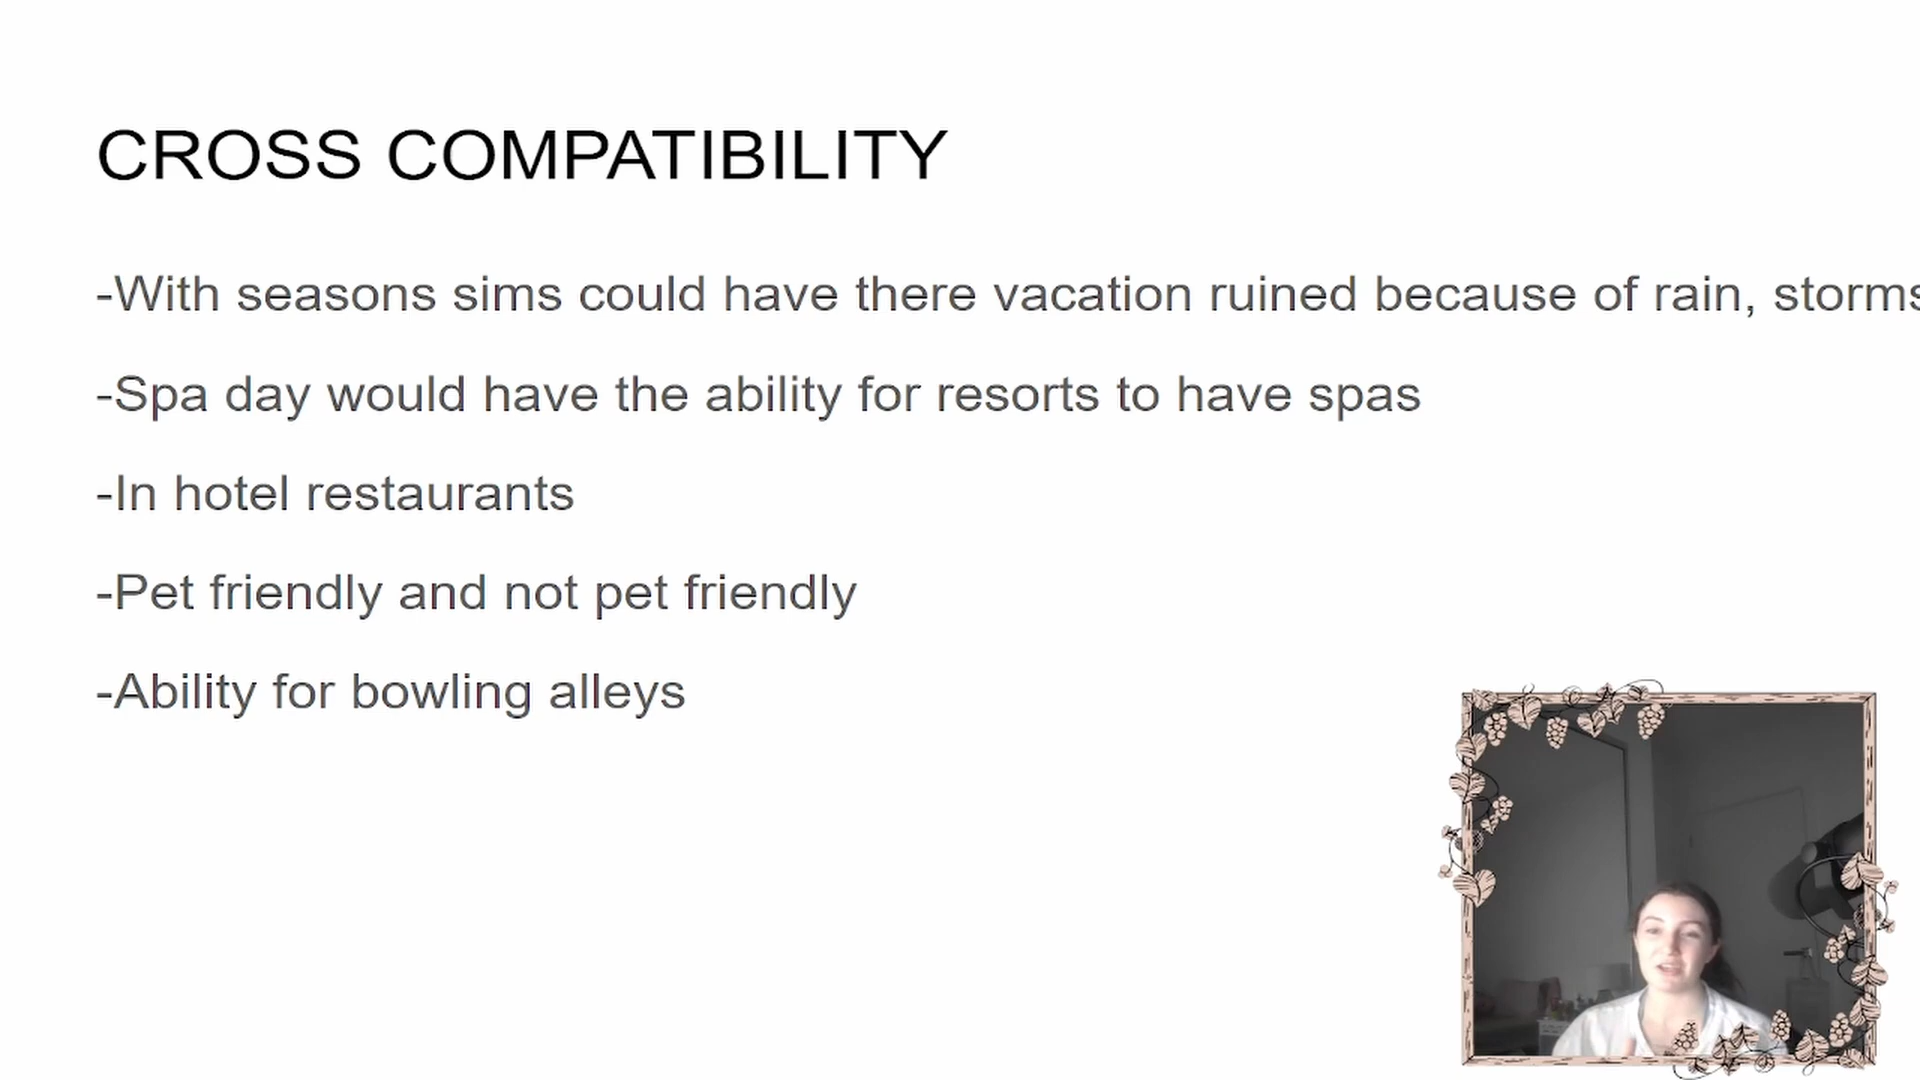 CROSS COMPATIBILITY
-With seasons sims could have there vacation ruined because of rain, storms
-Spa day would have the ability for resorts to have spas
-In hotel restaurants
-Pet friendly and not pet friendly
-Ability for bowling alleys